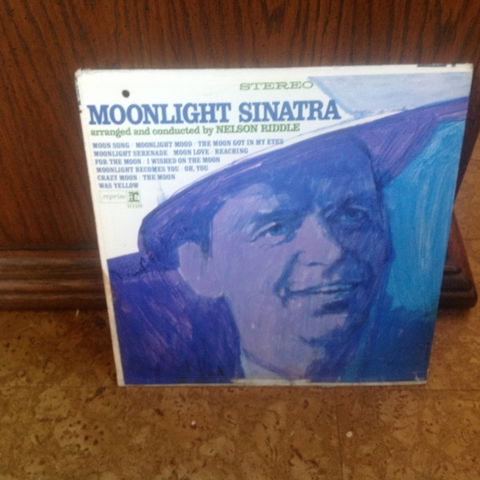 STEREO
MOONLIGHT SINATRA
arranged and conducted by NELSON RIDDLE
MOON SONG · MOONLIGHT MOOD · THE MOON GOT IN MY EYES
MOONLIGHT SERENADE · MOON LOVE · REACHING
FOR THE MOON · I WISHED ON THE MOON
MOONLIGHT BECOMES YOU · OH, YOU
CRAZY MOON · THE MOON
WAS YELLOW
reprise